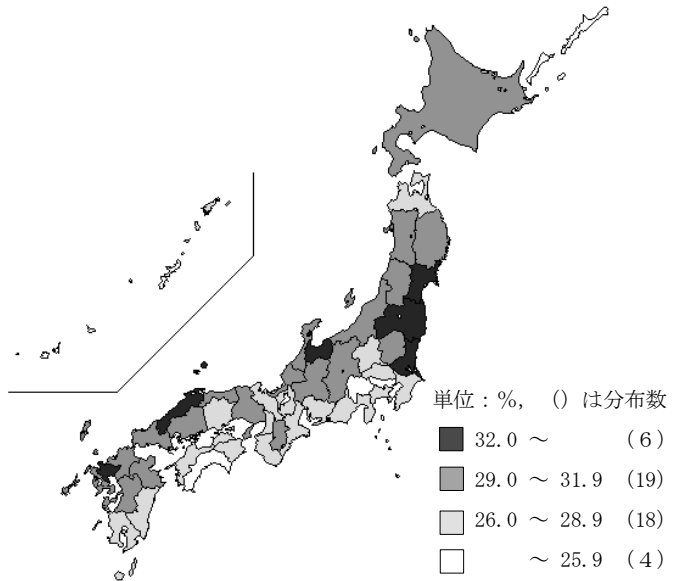 単位：％，（）は分布数
32.0 ～ （６）
29.0 ～ 31.9 （19）
26.0 ～ 28.9 （18）
～ 25.9 （４）